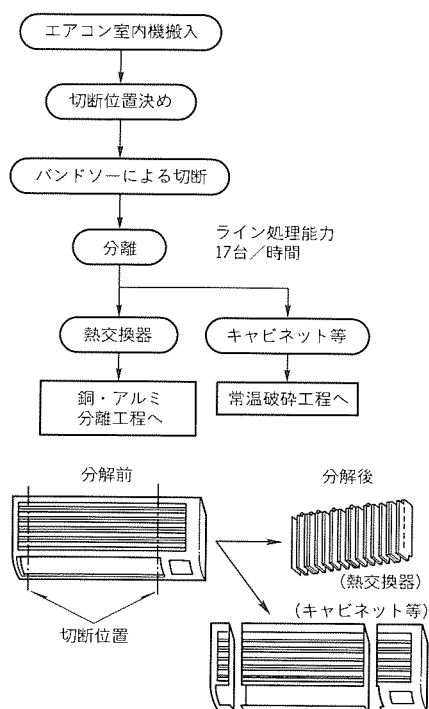 エアコン室内機搬入
切断位置決め
バンドソーによる切断
分離
ライン処理能力
17台／時間
熱交換器
キャビネット等
銅・アルミ
分離工程へ
常温破砕工程へ
分解前
分解後
(熱交換器)
(キャビネット等)
切断位置